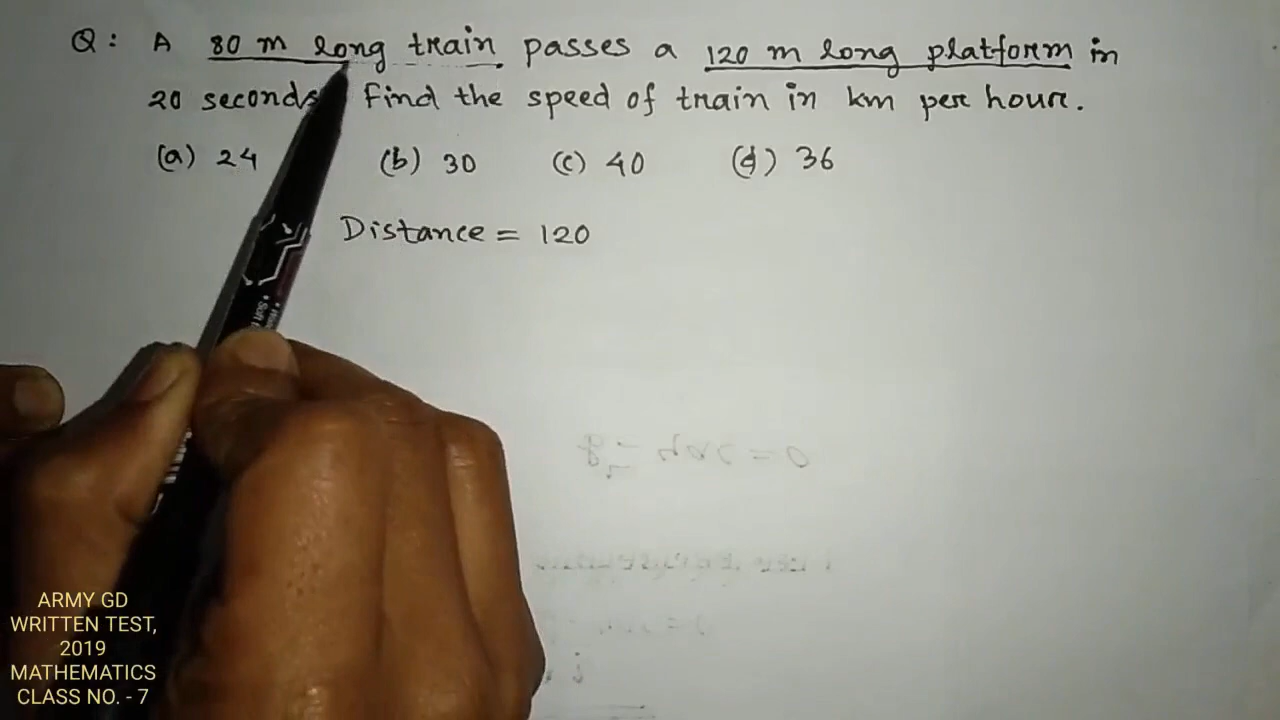 Q: A 80 m long train passes a 120 m long platform in
20 seconds Find the speed of train in km per hour.
(a) 24 (b) 30 (c) 40 (d) 36
Distance = 120
ARMY GD
WRITTEN TEST,
2019
MATHEMATICS
CLASS NO. - 7